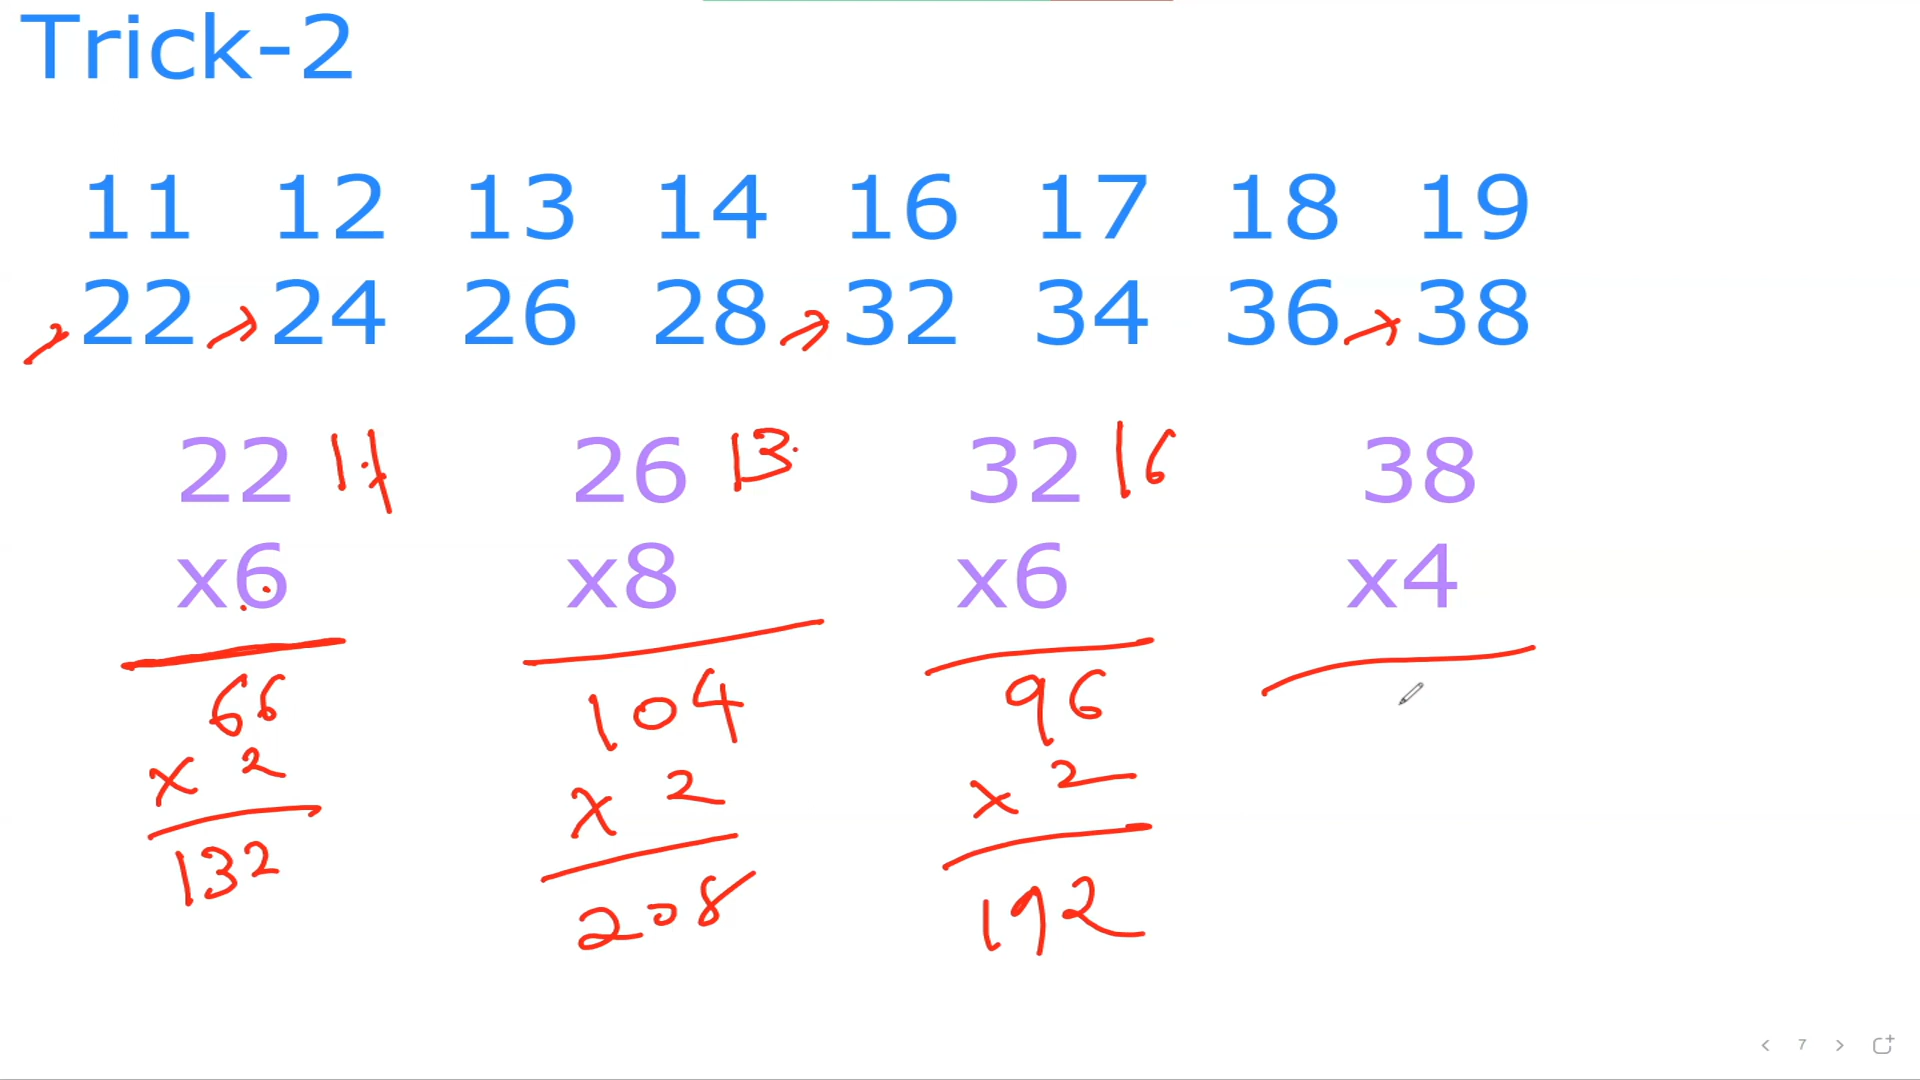 Trick-2
11 12 13 14 16 17 18 19
22 24 26 28 32 34 36 38
22 11 26 13 32 16 38
x6 x8 x6 x4
66 104 96
x 2 x 2 x 2
132 208 192
7